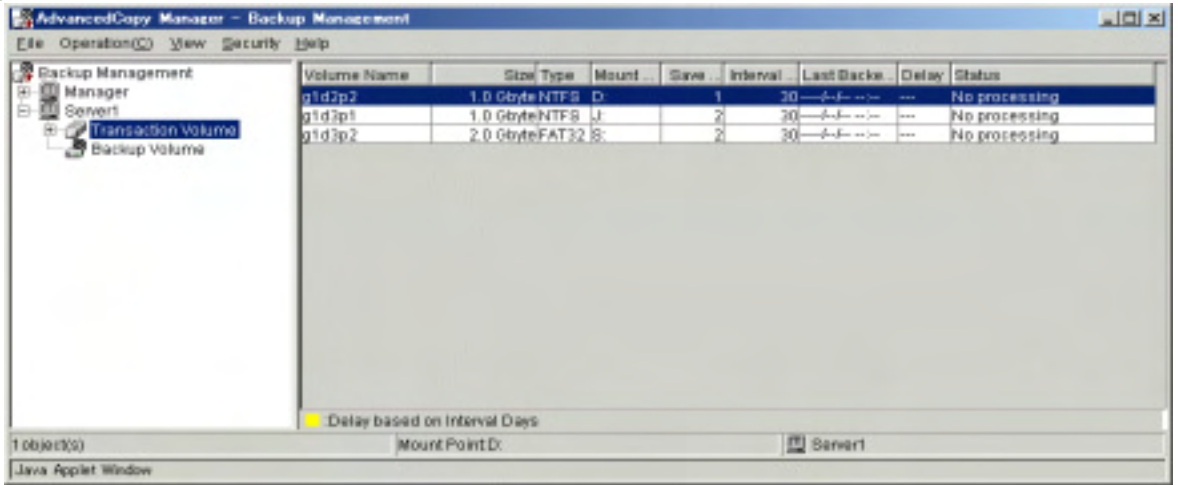 AdvancedCopy Manager - Backup Management
File Operation(C) View Security Help
Backup Management
Manager
Server1
Transaction Volume
Backup Volume
Volume Name Size Type Mount ... Save ... Interval ... Last Backe... Delay Status
g1d2p2 1.0 Gbyte NTFS D: 1 30 ----/--/-- --:-- --- No processing
g1d3p1 1.0 Gbyte NTFS J: 2 30 ----/--/-- --:-- --- No processing
g1d3p2 2.0 Gbyte FAT32 S: 2 30 ----/--/-- --:-- --- No processing
:Delay based on Interval Days
1 object(s) Mount Point:D: Server1
Java Applet Window